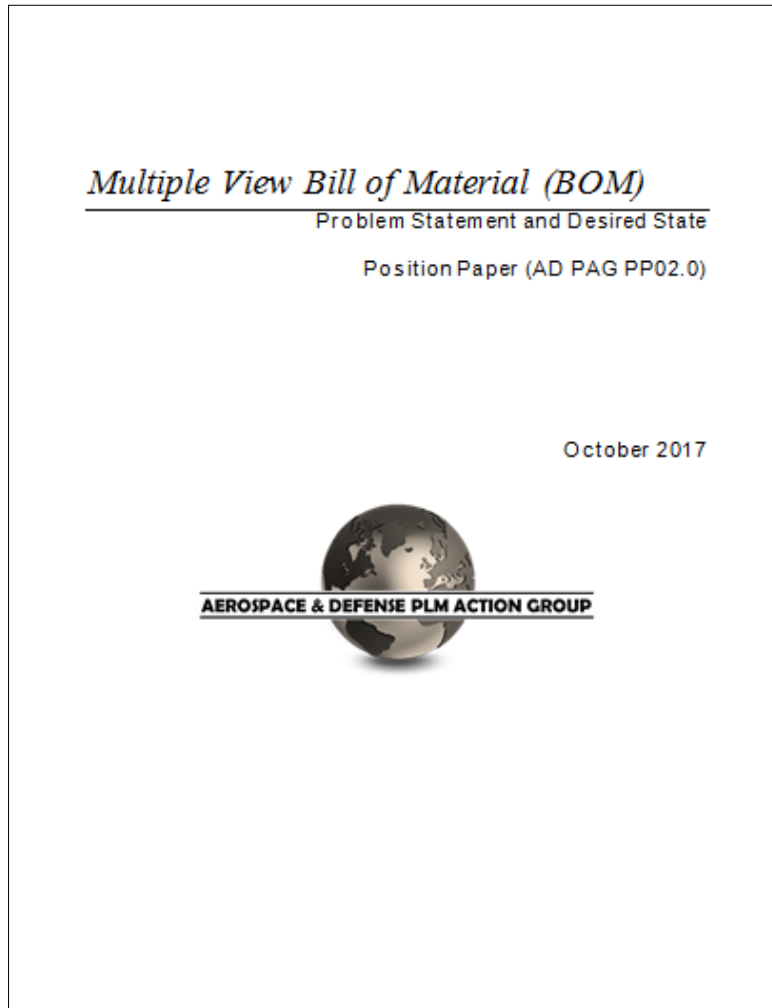 Multiple View Bill of Material (BOM)
Problem Statement and Desired State
Position Paper (AD PAG PP02.0)
October 2017
AEROSPACE & DEFENSE PLM ACTION GROUP